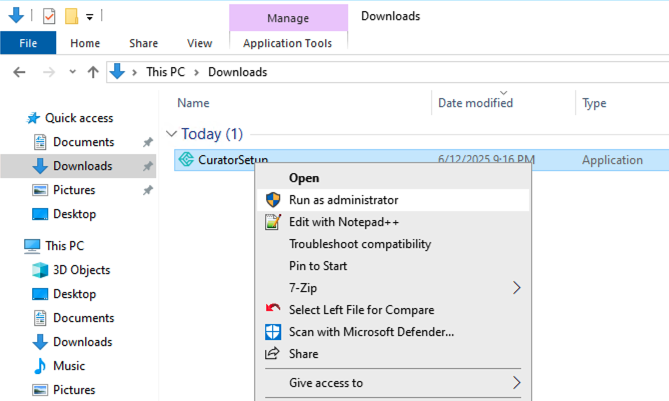 Manage
Downloads
File
Home
Share
View
Application Tools
This PC
Downloads
Name
Date modified
Type
Quick access
Documents
Downloads
Pictures
Desktop
This PC
3D Objects
Desktop
Documents
Downloads
Music
Pictures
Today (1)
CuratorSetup
6/12/2025 9:16 PM
Application
Open
Run as administrator
Edit with Notepad++
Troubleshoot compatibility
Pin to Start
7-Zip
Select Left File for Compare
Scan with Microsoft Defender...
Share
Give access to